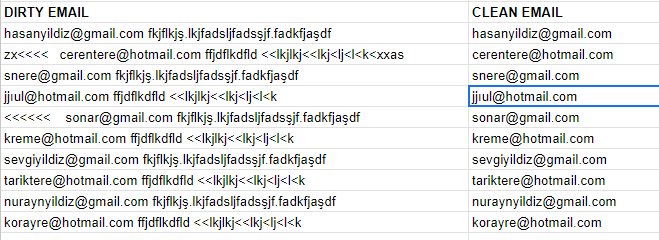 DIRTY EMAIL CLEAN EMAIL
hasanyildiz@gmail.com fkjflkjş.lkjfadsljfadsşjf.fadkfjaşdf hasanyildiz@gmail.com
zx<<<< cerentere@hotmail.com ffjdflkdfld <<lkjlkj<<lkj<lj<l<k<xxas cerentere@hotmail.com
snere@gmail.com fkjflkjş.lkjfadsljfadsşjf.fadkfjaşdf snere@gmail.com
jjıul@hotmail.com ffjdflkdfld <<lkjlkj<<lkj<lj<l<k jjıul@hotmail.com
<<<<<< sonar@gmail.com fkjflkjş.lkjfadsljfadsşjf.fadkfjaşdf sonar@gmail.com
kreme@hotmail.com ffjdflkdfld <<lkjlkj<<lkj<lj<l<k kreme@hotmail.com
sevgiyildiz@gmail.com fkjflkjş.lkjfadsljfadsşjf.fadkfjaşdf sevgiyildiz@gmail.com
tariktere@hotmail.com ffjdflkdfld <<lkjlkj<<lkj<lj<l<k tariktere@hotmail.com
nuraynyildiz@gmail.com fkjflkjş.lkjfadsljfadsşjf.fadkfjaşdf nuraynyildiz@gmail.com
korayre@hotmail.com ffjdflkdfld <<lkjlkj<<lkj<lj<l<k korayre@hotmail.com